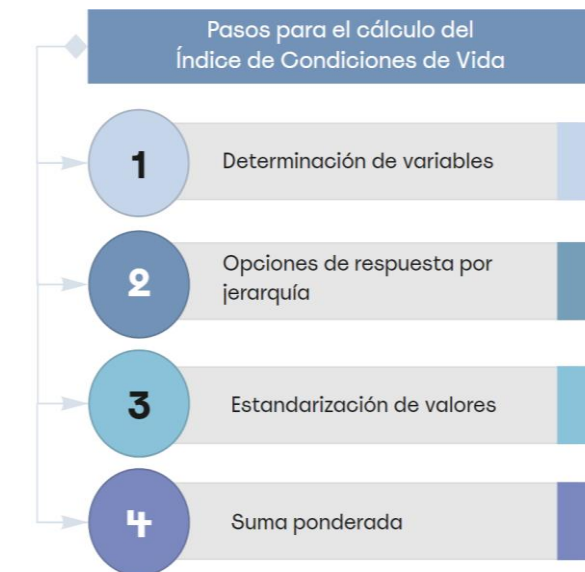 Pasos para el cálculo del
Índice de Condiciones de Vida
1
Determinación de variables
2
Opciones de respuesta por
jerarquía
3
Estandarización de valores
4
Suma ponderada